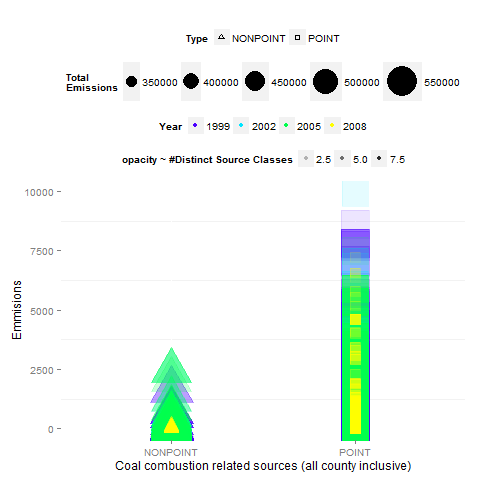 Type NONPOINT POINT
Total
Emissions 350000 400000 450000 500000 550000
Year 1999 2002 2005 2008
opacity ~ #Distinct Source Classes 2.5 5.0 7.5
10000
7500
5000
2500
0
Emmisions
NONPOINT POINT
Coal combustion related sources (all county inclusive)